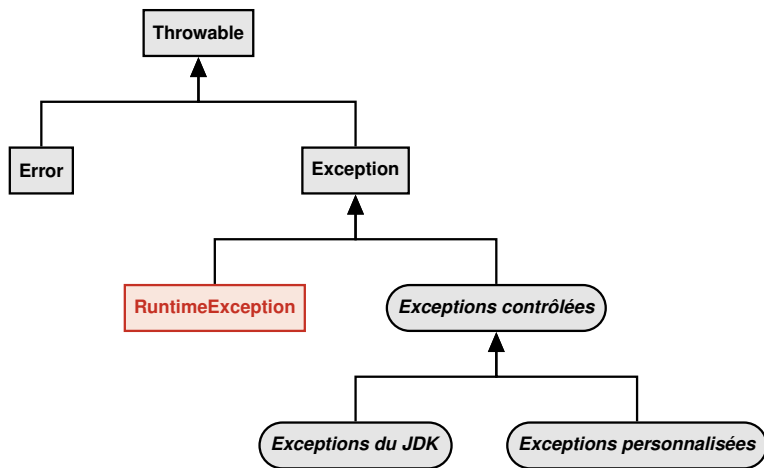 Throwable
Error
Exception
RuntimeException
Exceptions contrôlées
Exceptions du JDK
Exceptions personnalisées